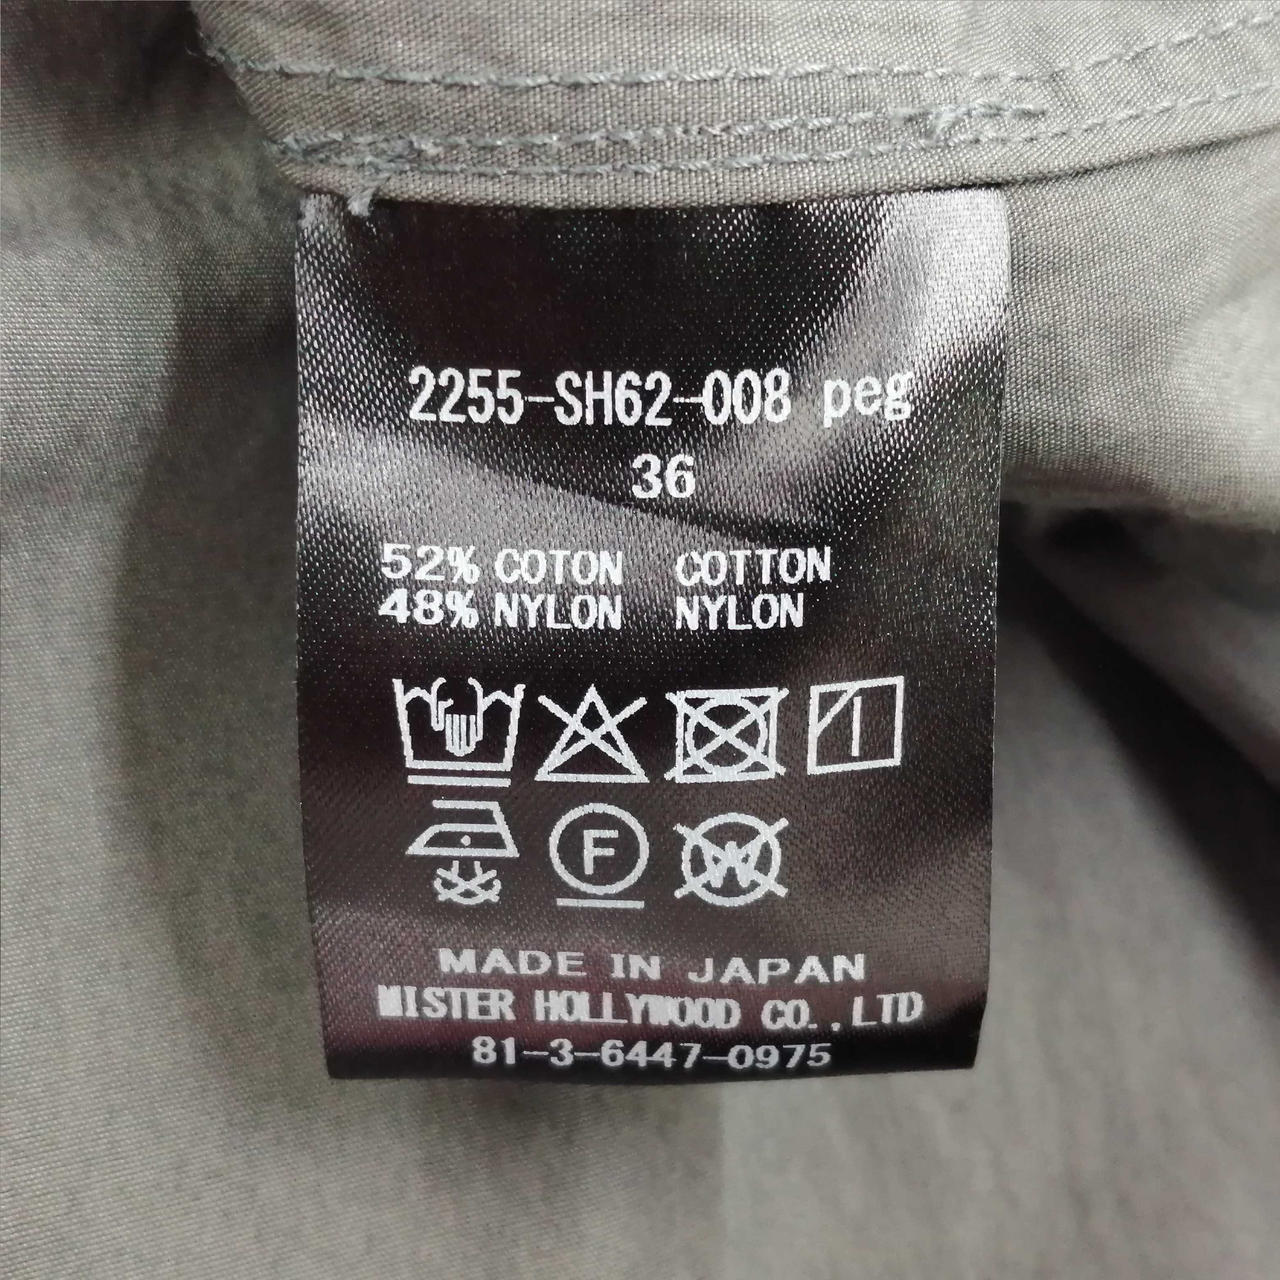 2255-SH62-008 peg
36
52% COTON COTTON
48% NYLON NYLON
F
W
MADE IN JAPAN
MISTER HOLLYWOOD CO.,LTD
81-3-6447-0975